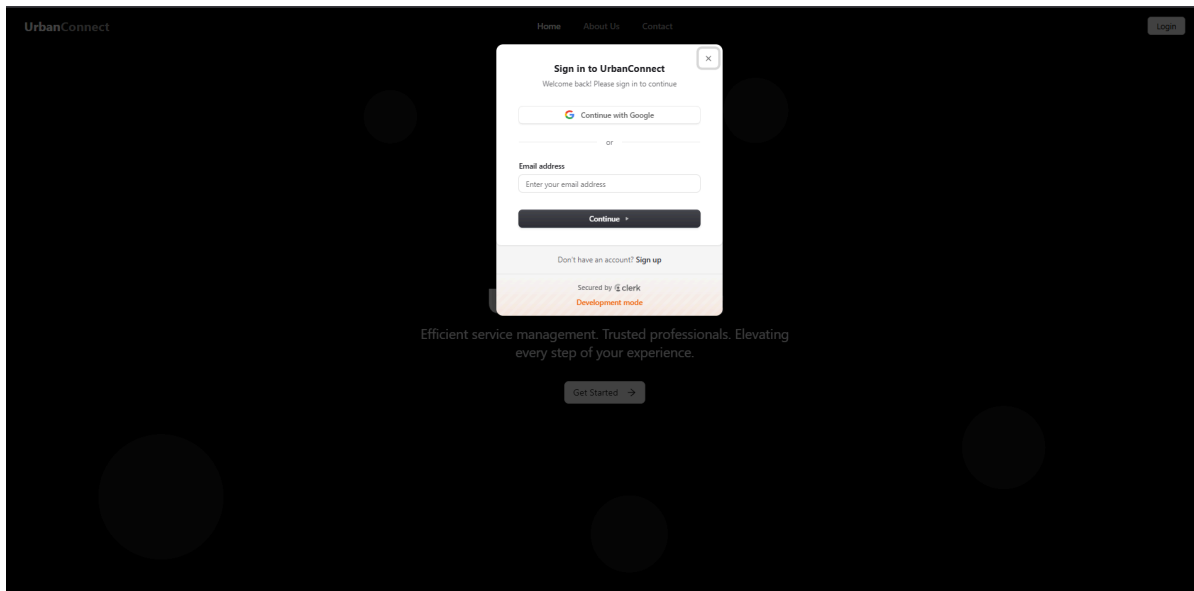 UrbanConnect
Home About Us Contact
Login
Sign in to UrbanConnect
Welcome back! Please sign in to continue
Continue with Google
or
Email address
Enter your email address
Continue
Don't have an account? Sign up
Secured by clerk
Development mode
Efficient service management. Trusted professionals. Elevating
every step of your experience.
Get Started →